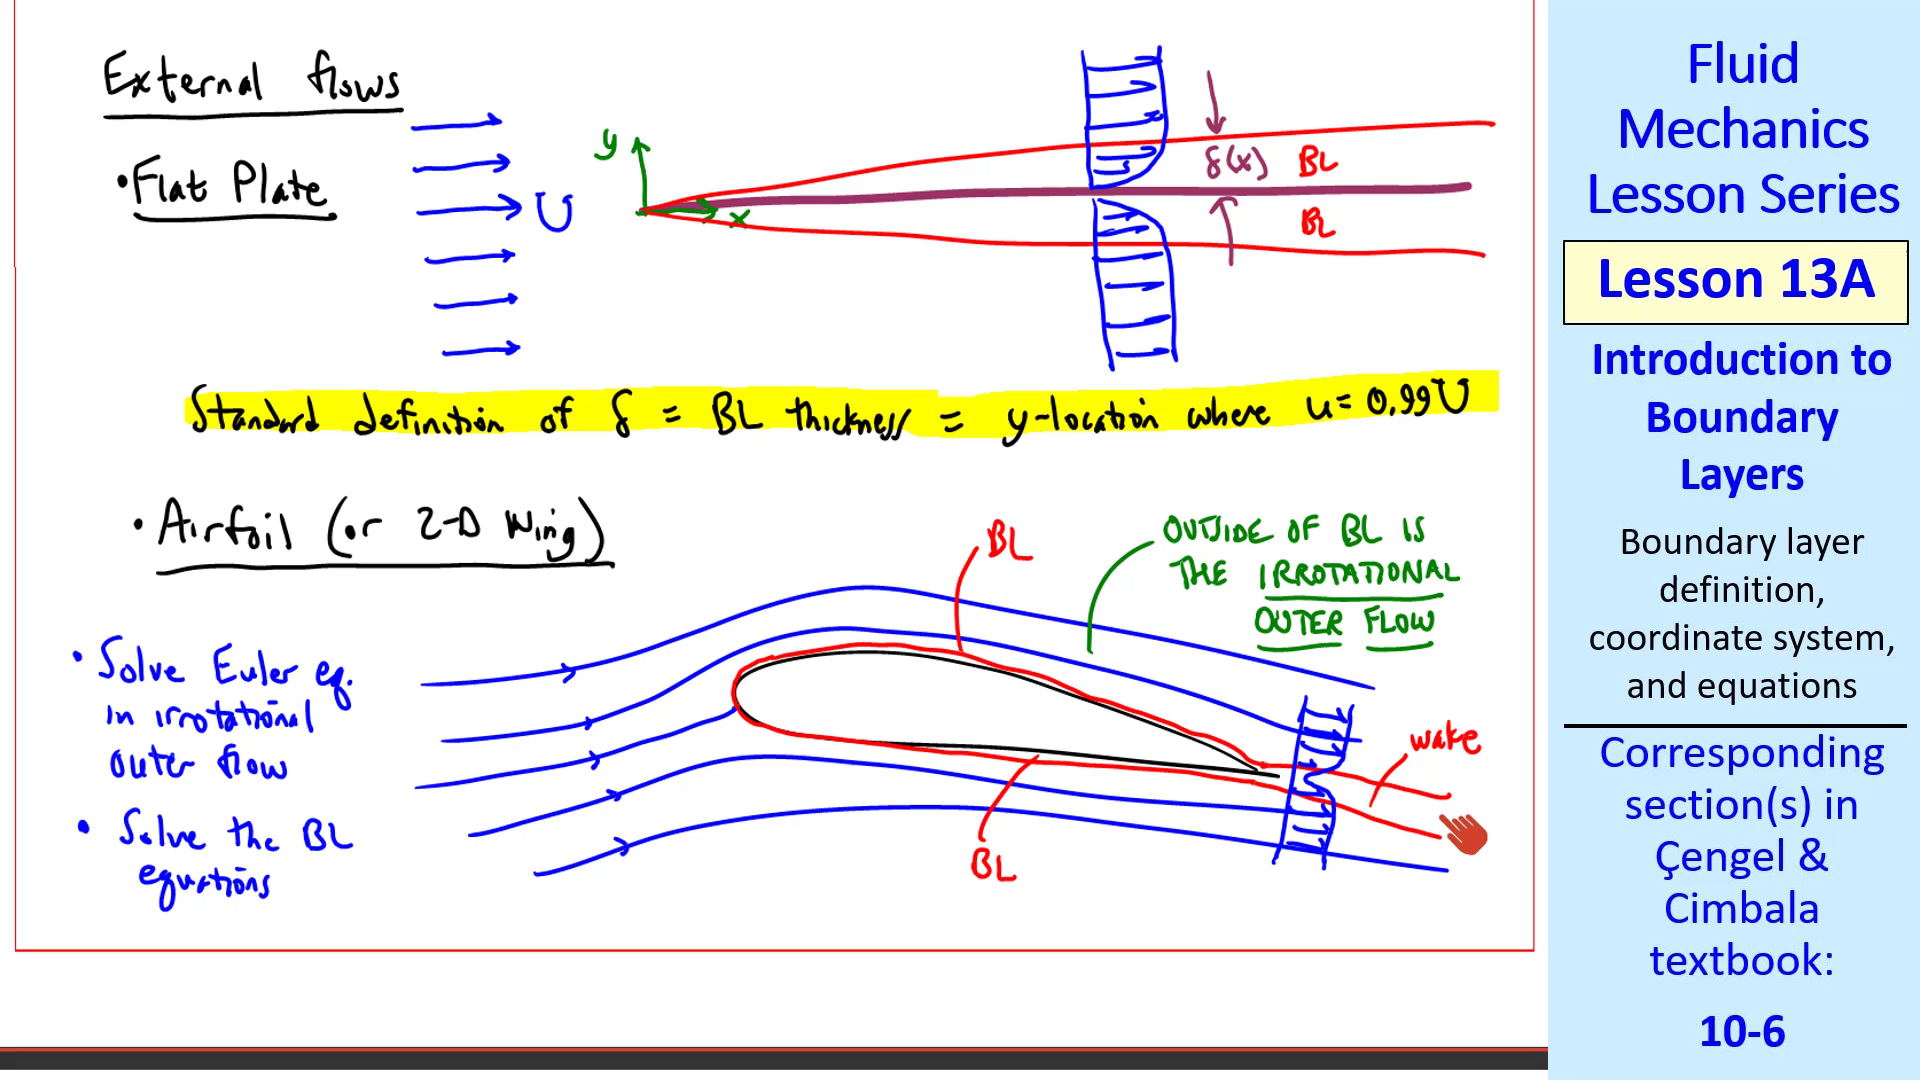 External flows
• Flat Plate
U
y
x
δ(x)
BL
BL
Standard definition of δ = BL thickness = y-location where u = 0.99U
• Airfoil (or 2-D Wing)
BL
OUTSIDE OF BL IS
THE IRROTATIONAL
OUTER FLOW
• Solve Euler eq.
in irrotational
outer flow
• Solve the BL
equations
wake
BL
Fluid
Mechanics
Lesson Series
Lesson 13A
Introduction to
Boundary
Layers
Boundary layer
definition,
coordinate system,
and equations
Corresponding
section(s) in
Çengel &
Cimbala
textbook:
10-6